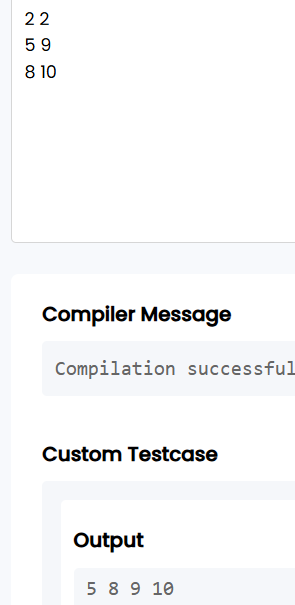 2 2
5 9
8 10
Compiler Message
Compilation successful
Custom Testcase
Output
5 8 9 10